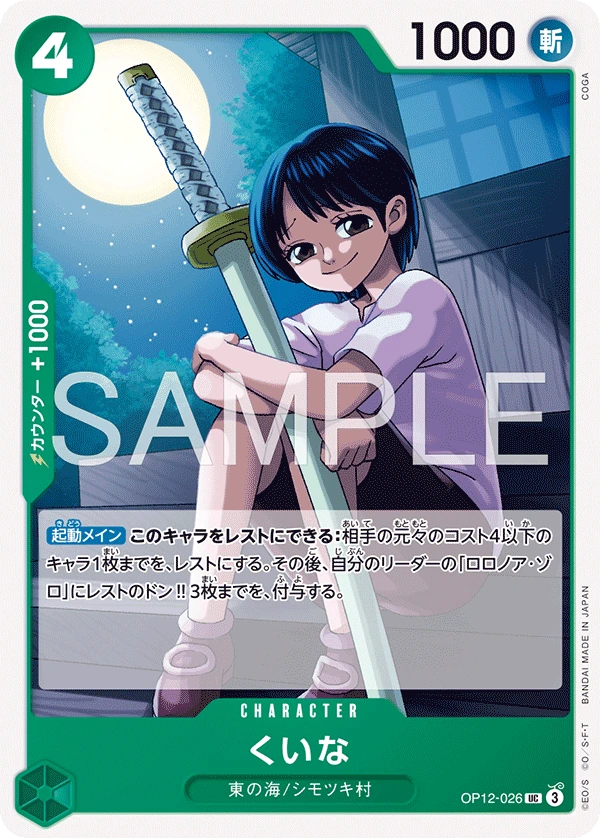 4
1000
斬
COGA
カウンター +1000
SAMPLE
起動メイン このキャラをレストにできる：相手の元々のコスト4以下の
キャラ1枚までを、レストにする。その後、自分のリーダーの「ロロノア・ゾ
ロ」にレストのドン!!3枚までを、付与する。
CHARACTER
くいな
東の海/シモツキ村
OP12-026 UC 3
©E.O/S ©O/S・F・T BANDAI MADE IN JAPAN